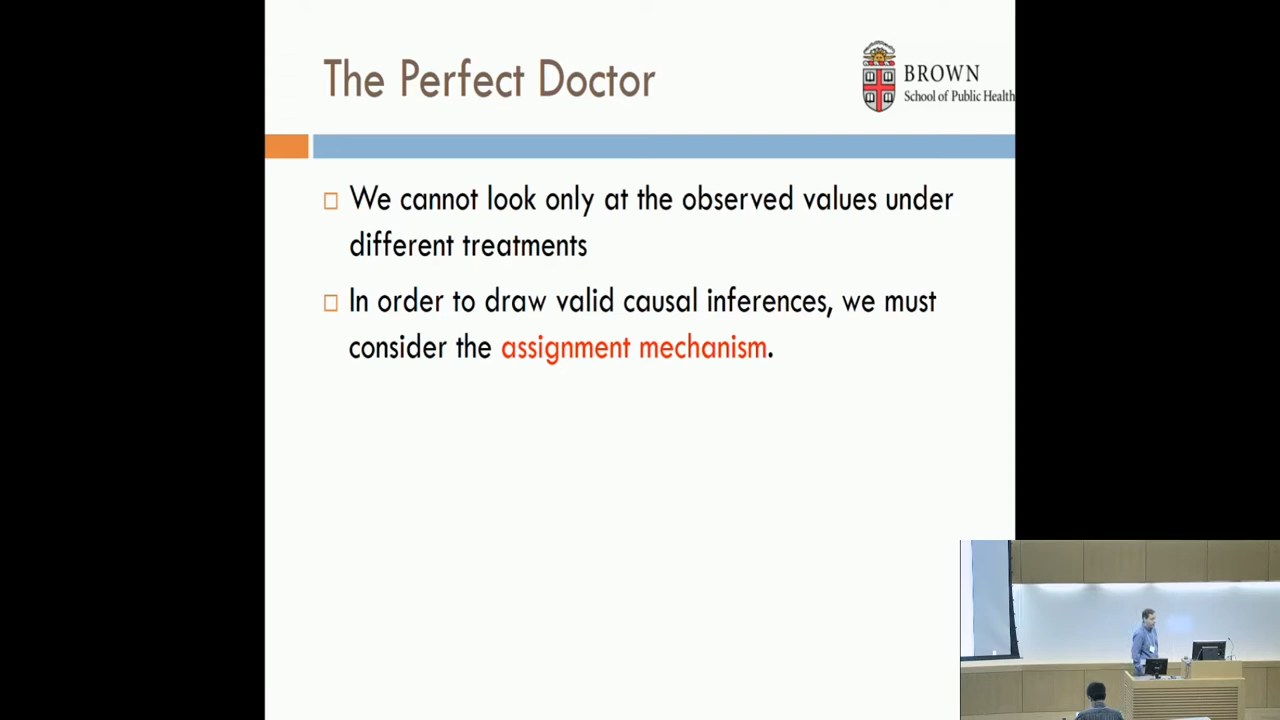 The Perfect Doctor
BROWN
School of Public Health
We cannot look only at the observed values under
different treatments
In order to draw valid causal inferences, we must
consider the assignment mechanism.